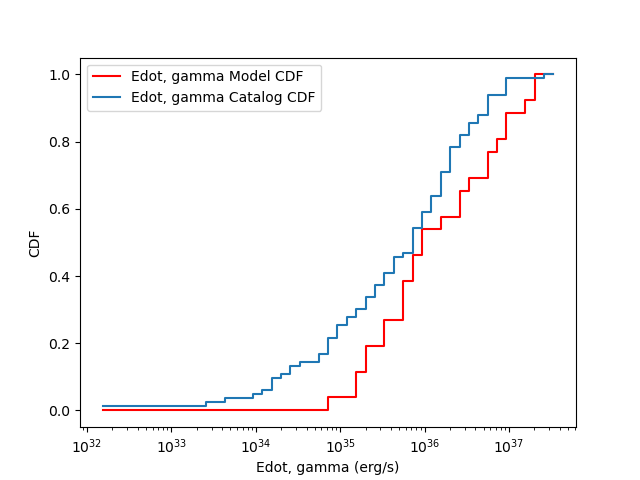 Edot, gamma Model CDF
Edot, gamma Catalog CDF
1.0
0.8
0.6
0.4
0.2
0.0
CDF
10^32 10^33 10^34 10^35 10^36 10^37
Edot, gamma (erg/s)